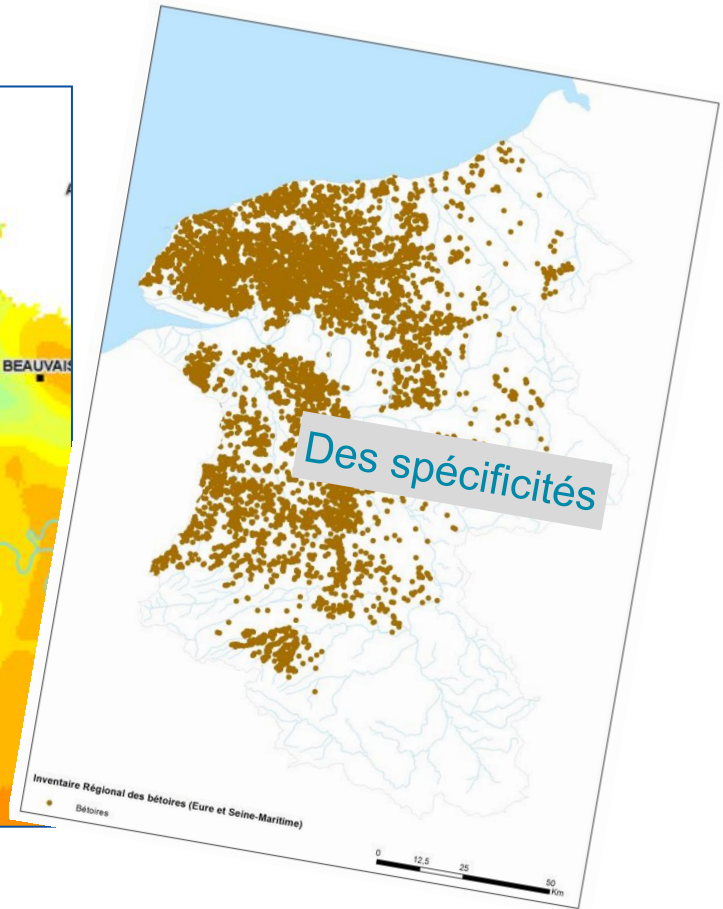 BEAUVAIS
Des spécificités
Inventaire Régional des bétoires (Eure et Seine-Maritime)
Bétoires
0 12,5 25 50
Km